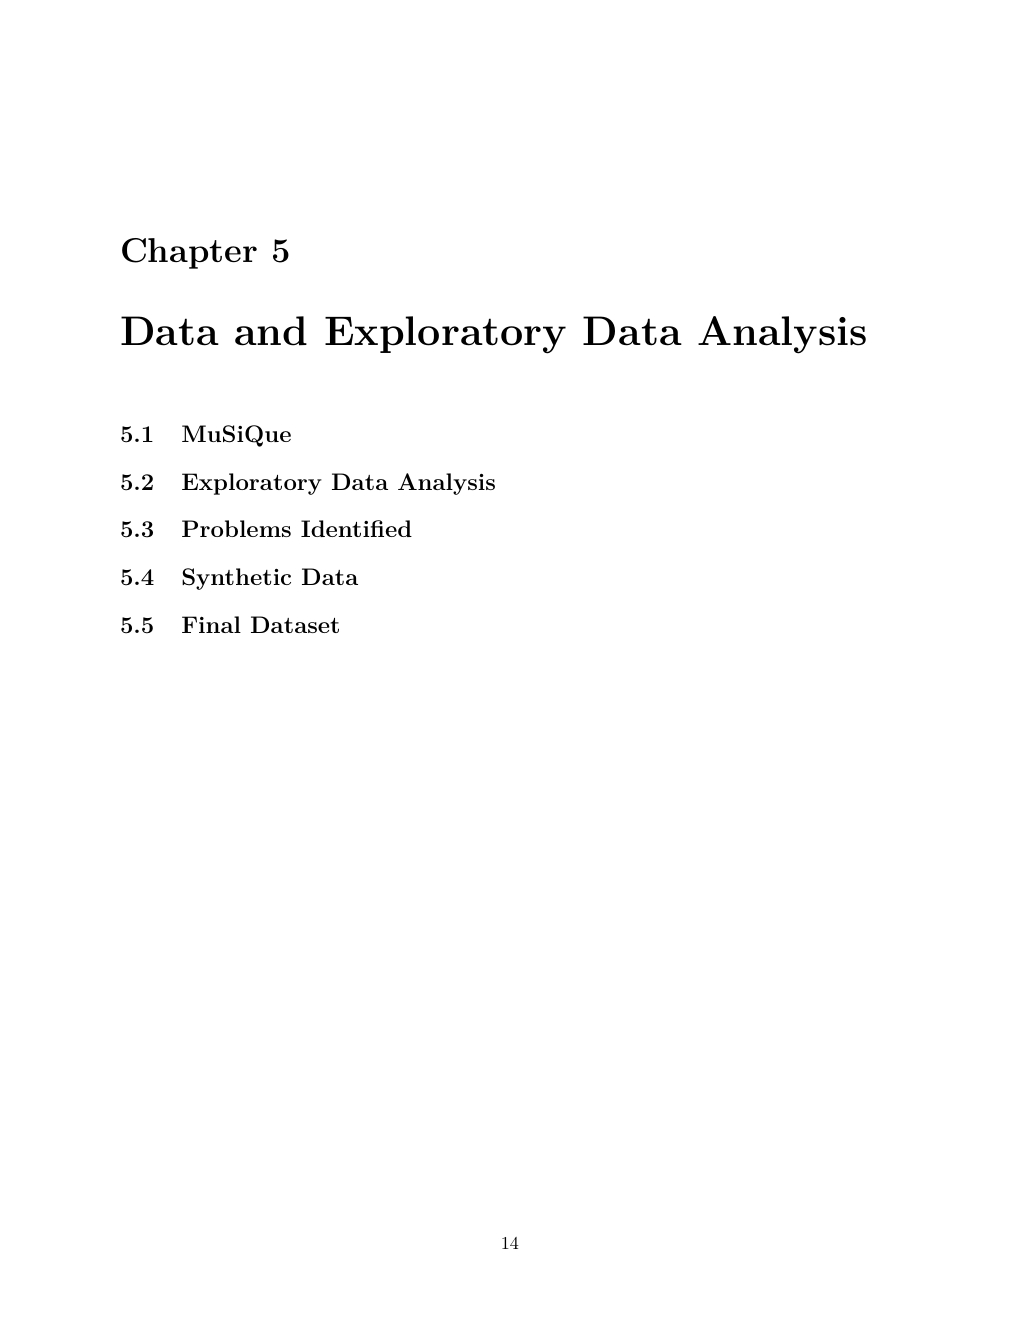 Chapter 5
Data and Exploratory Data Analysis
5.1 MuSiQue
5.2 Exploratory Data Analysis
5.3 Problems Identified
5.4 Synthetic Data
5.5 Final Dataset
14